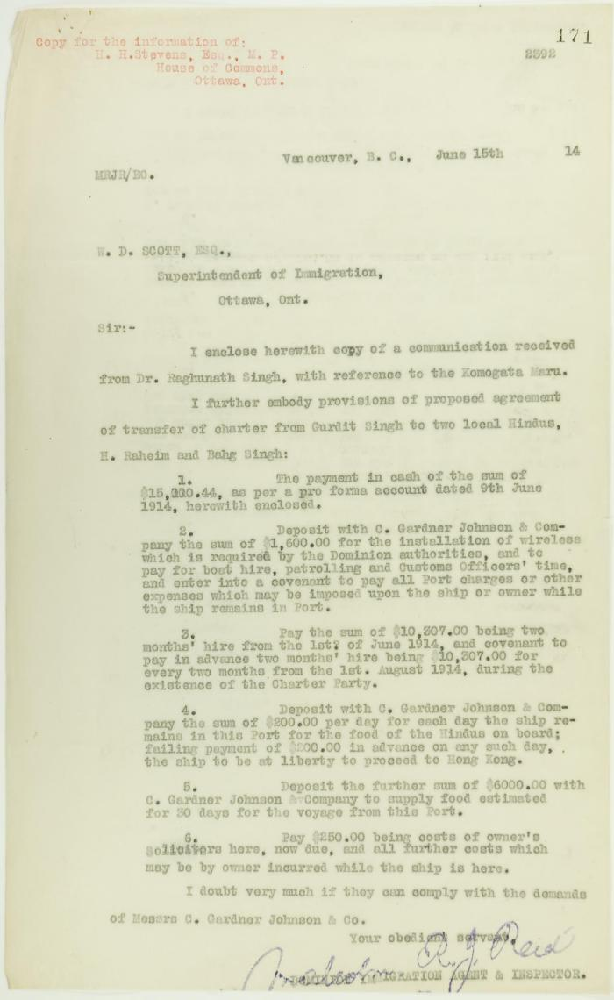 171
Copy for the information of:
H. H.Stevens, Esq., M. P.
House of Commons,
Ottawa, Ont.
2392
Vancouver, B. C., June 15th 14
MRJR/EC.
W. D. SCOTT, ESQ.,
Superintendent of Immigration,
Ottawa, Ont.
Sir:-
I enclose herewith copy of a communication received
from Dr. Raghunath Singh, with reference to the Komogata Maru.
I further embody provisions of proposed agreement
of transfer of charter from Gurdit Singh to two local Hindus,
H. Raheim and Bahg Singh:
1. The payment in cash of the sum of
as per a pro forma account dated 9th June
1914, herewith enclosed.
2. Deposit with C. Gardner Johnson & Com-
pany the sum of $1,600.00 for the installation of wireless
which is required by the Dominion authorities, and to
pay for boat hire, patrolling and Customs Officers' time,
and enter into a covenant to pay all Port charges or other
expenses which may be imposed upon the ship or owner while
the ship remains in Port.
3. Pay the sum of $10,307.00 being two
months' hire from the 1st? of June 1914, and covenant to
pay in advance two months' hire being $10,307.00 for
every two months from the 1st. August 1914, during the
existence of the Charter Party.
4. Deposit with C. Gardner Johnson & Com-
pany the sum of $200.00 per day for each day the ship re-
mains in this Port for the food of the Hindus on board;
failing payment of $200.00 in advance on any such day,
the ship to be at liberty to proceed to Hong Kong.
5. Deposit the further sum of $6000.00 with
C. Gardner Johnson & Company to supply food estimated
for 30 days for the voyage from this Port.
6. Pay $250.00 being costs of owner's
solicitors here, now due, and all further costs which
may be by owner incurred while the ship is here.
I doubt very much if they can comply with the demands
of Messrs C. Gardner Johnson & Co.
Your obedient servant.
Malcolm R. J. Reid
DOMINION IMMIGRATION AGENT & INSPECTOR.